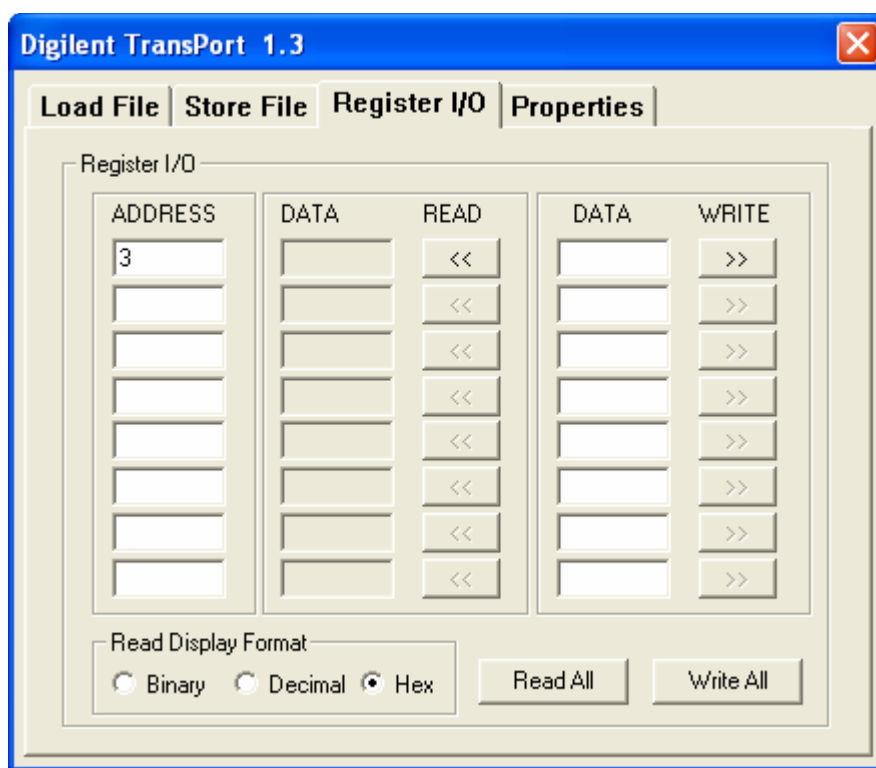 Digilent TransPort 1.3
Load File Store File Register I/O Properties
Register I/O
ADDRESS DATA READ DATA WRITE
3 << >>
<< >>
<< >>
<< >>
<< >>
<< >>
<< >>
<< >>
Read Display Format
Binary Decimal Hex Read All Write All